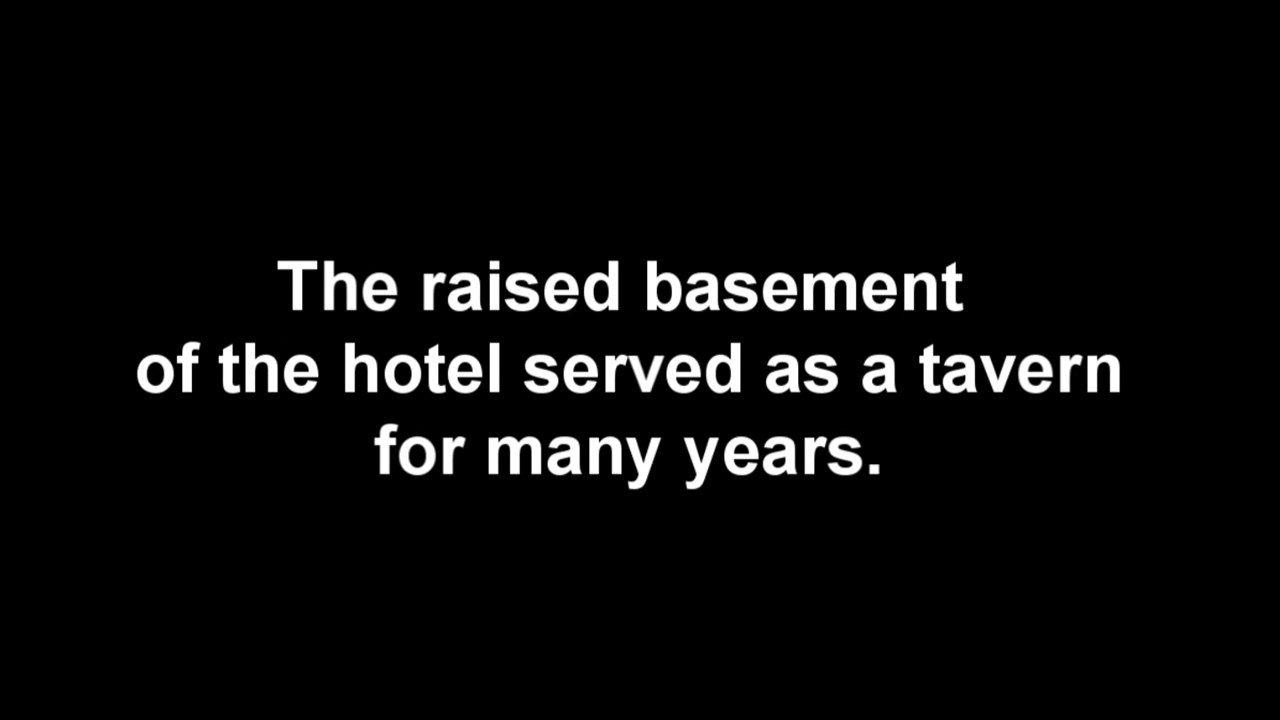 The raised basement
of the hotel served as a tavern
for many years.